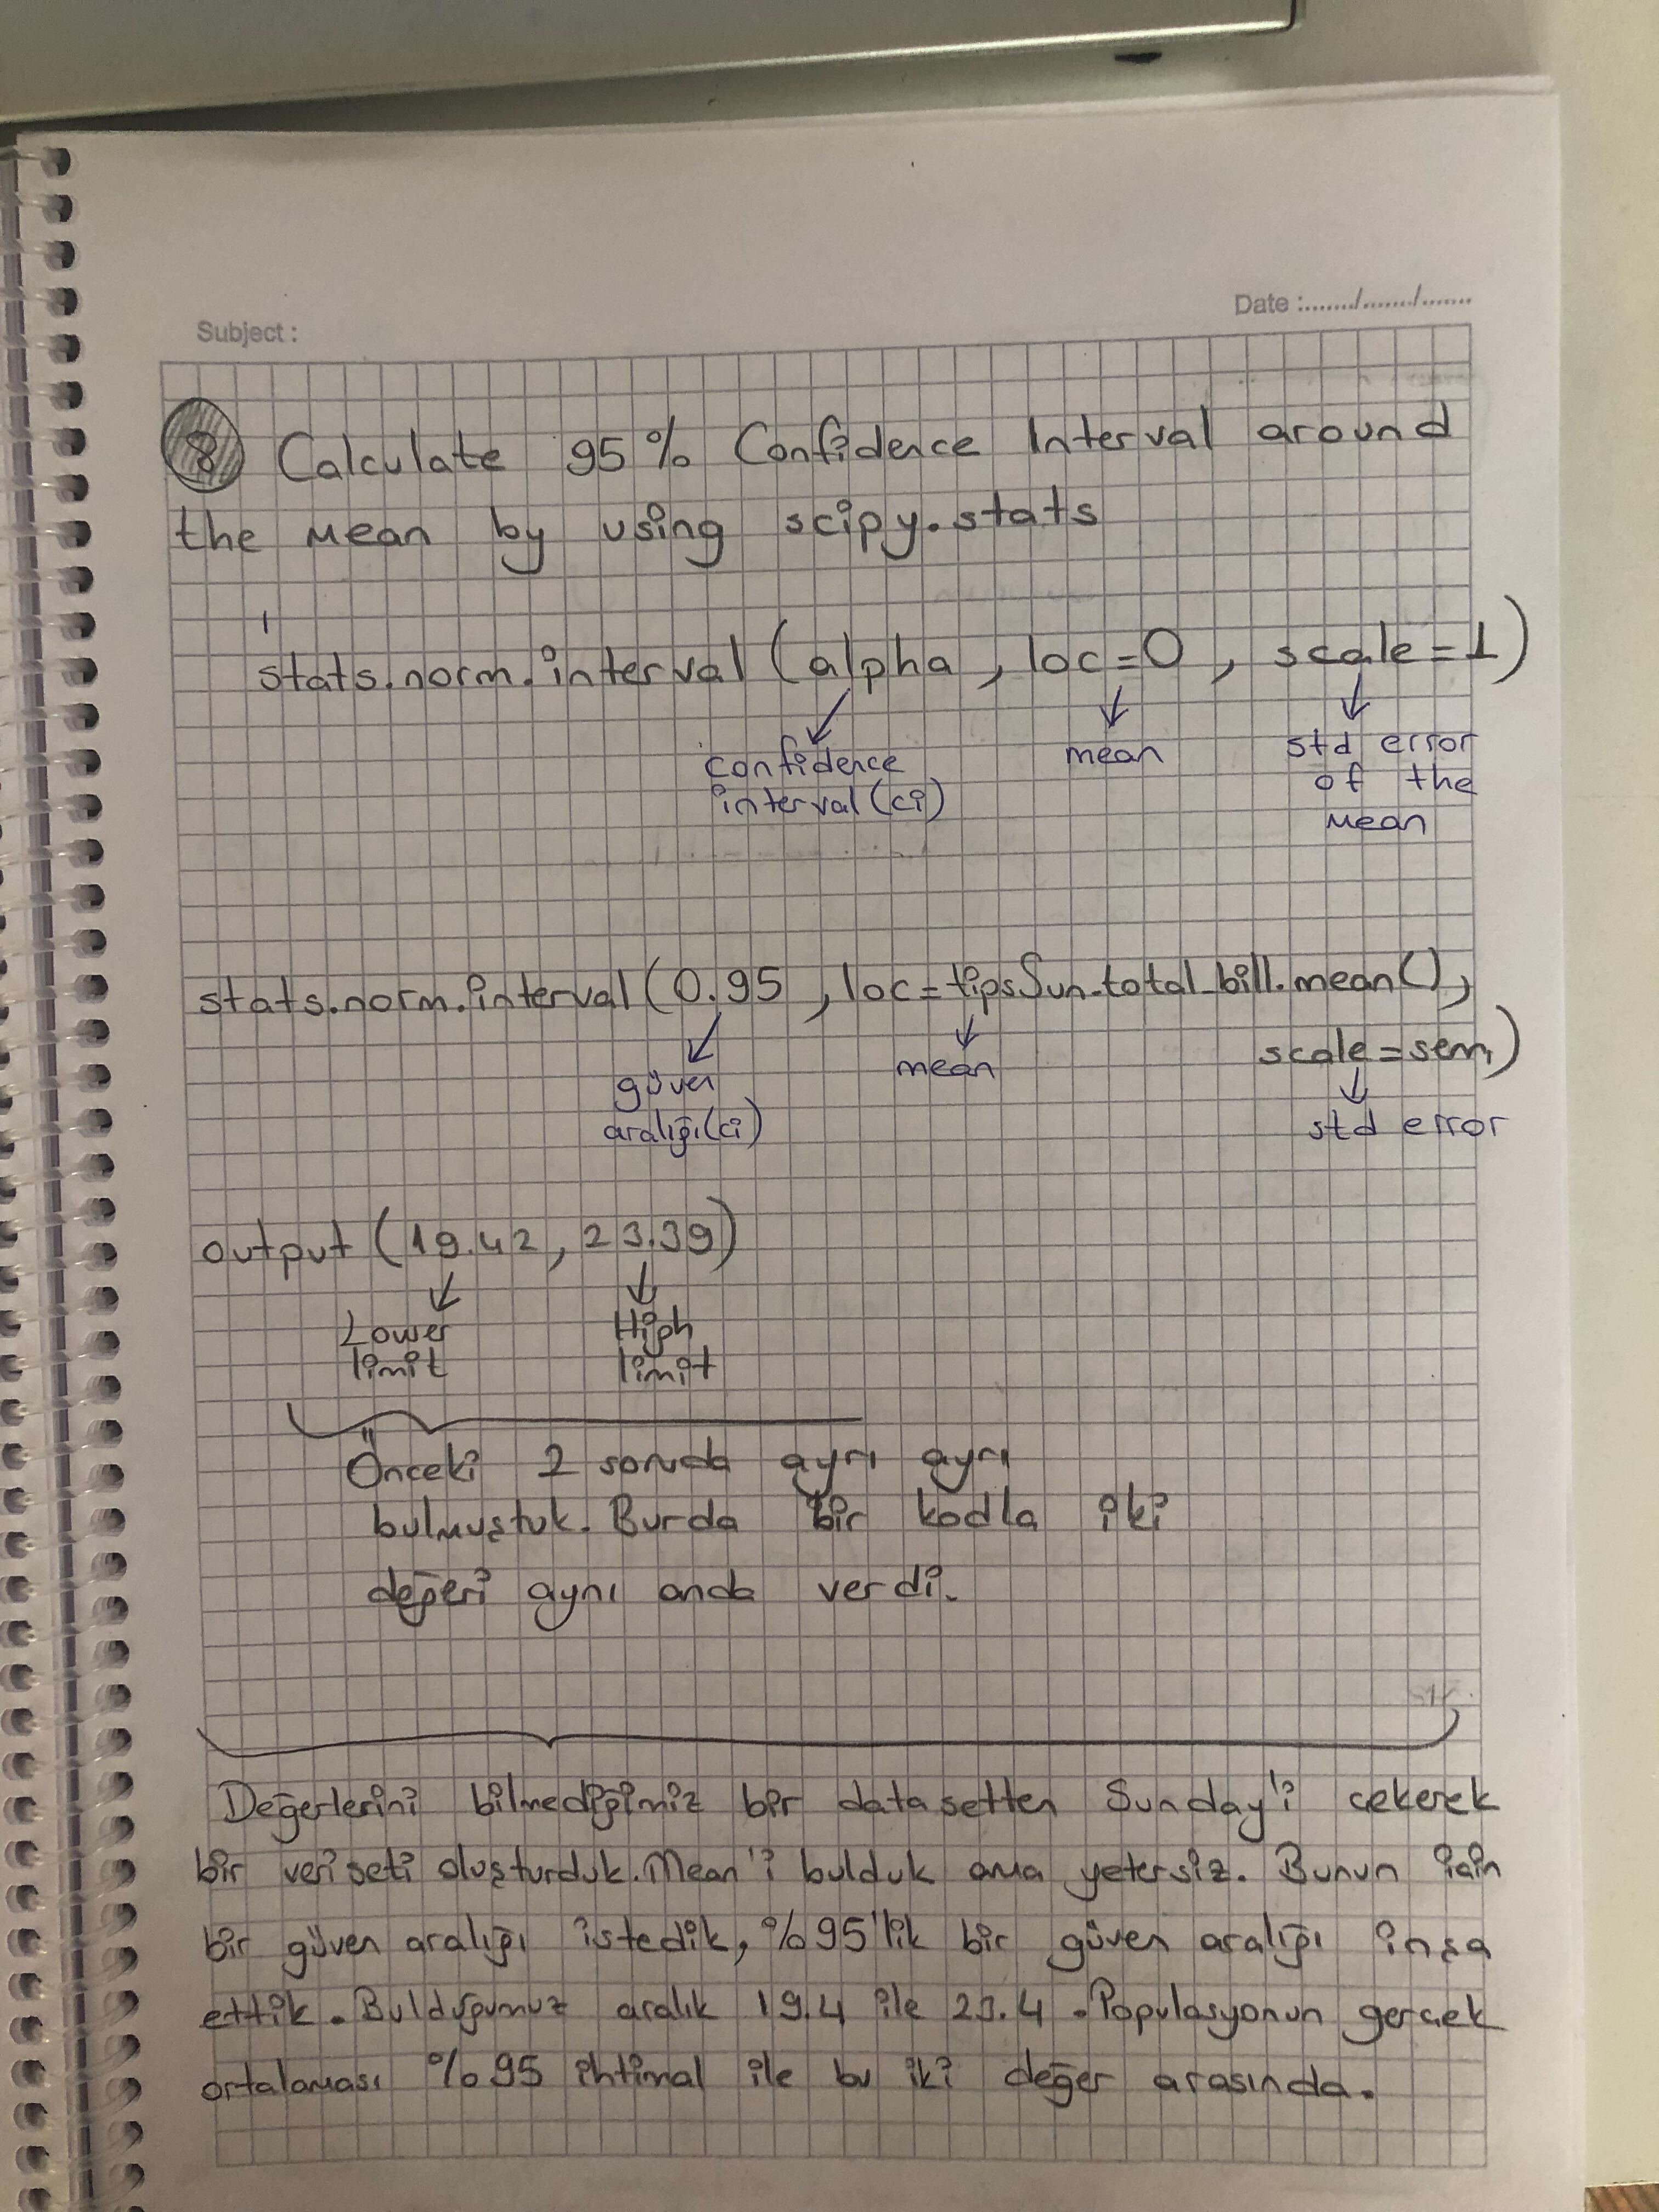 Date :......../......../.......
Subject :
8 Calculate 95% Confidence Interval around
the mean by using scipy.stats
stats.norm.interval (alpha, loc=0, scale=1)
confidence mean std error
interval (ci) of the
mean
stats.norm.interval(0.95, loc=tipsSun.total_bill.mean(),
scale=sem)
güven mean
aralığı(ci) std error
output (19.42, 23.39)
Lower High
limit limit
Önceki 2 soruda ayrı ayrı
bulmuştuk. Burda bir kodla iki
değeri aynı anda verdi.
Değerlerini bilmediğimiz bir datasetten Sunday'i çekerek
bir veri seti oluşturduk. Mean'i bulduk ama yetersiz. Bunun için
bir güven aralığı istedik, %95'lik bir güven aralığı inşa
ettik. Bulduğumuz aralık 19.4 ile 23.4. Populasyonun gerçek
ortalaması %95 ihtimal ile bu iki değer arasında.